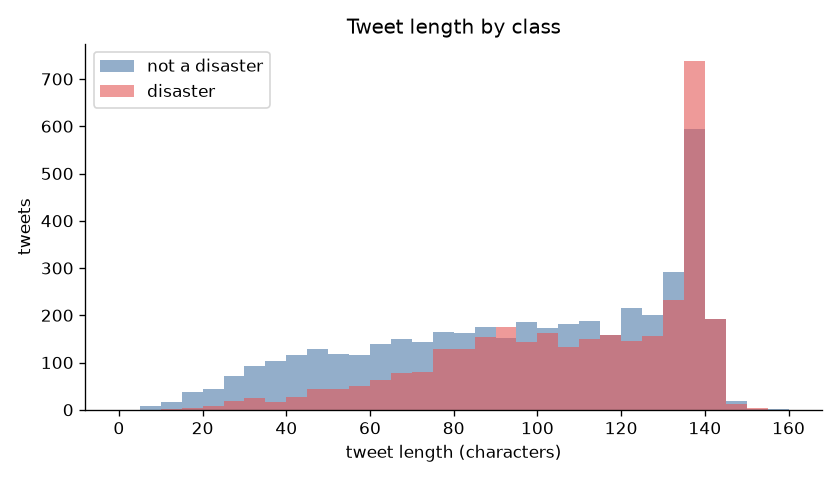 Tweet length by class
not a disaster
disaster
tweets
700
600
500
400
300
200
100
0
0 20 40 60 80 100 120 140 160
tweet length (characters)